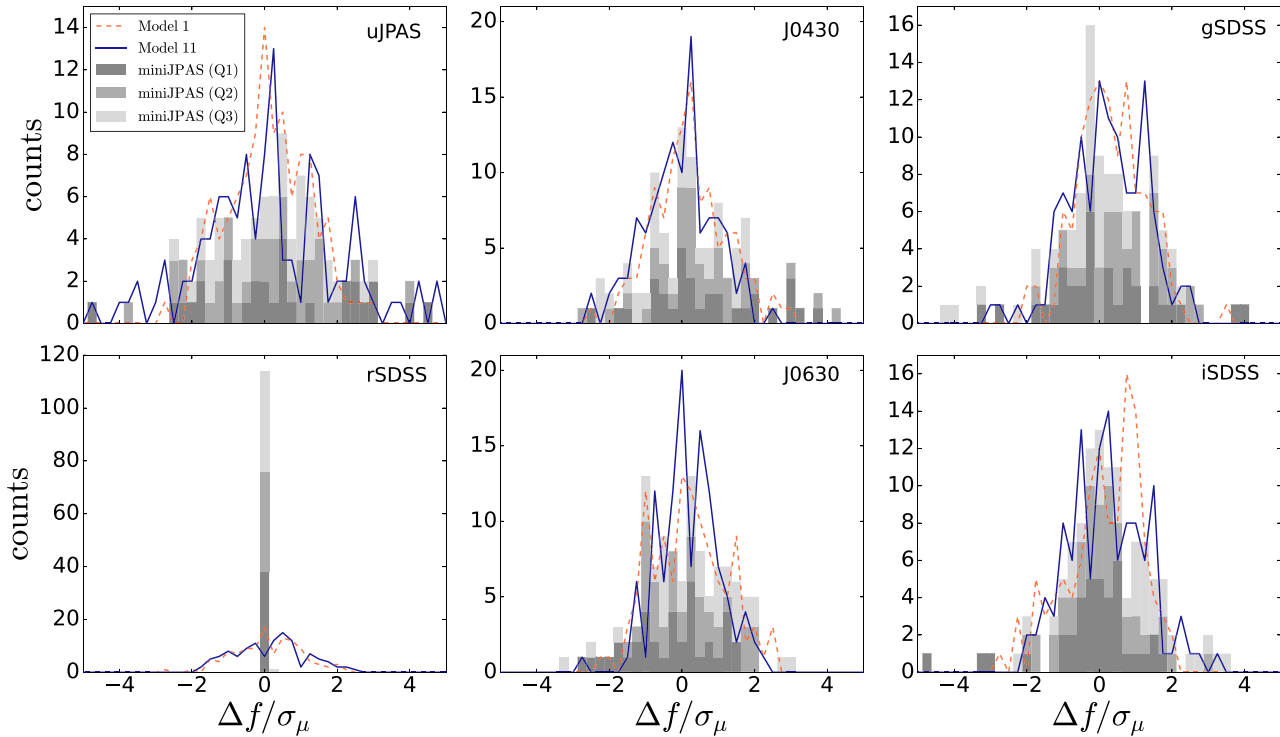 uJPAS
Model 1
Model 11
miniJPAS (Q1)
miniJPAS (Q2)
miniJPAS (Q3)
counts
14
12
10
8
6
4
2
0
J0430
20
15
10
5
0
gSDSS
16
14
12
10
8
6
4
2
0
rSDSS
counts
120
100
80
60
40
20
0
−4 −2 0 2 4
Δf/σμ
J0630
20
15
10
5
0
−4 −2 0 2 4
Δf/σμ
iSDSS
16
14
12
10
8
6
4
2
0
−4 −2 0 2 4
Δf/σμ